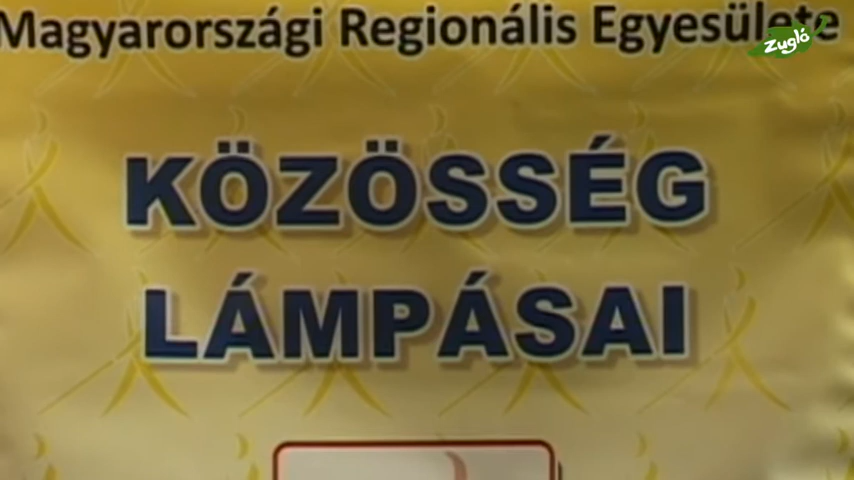 Magyarországi Regionális Egyesülete
Zugló
KÖZÖSSÉG
LÁMPÁSAI